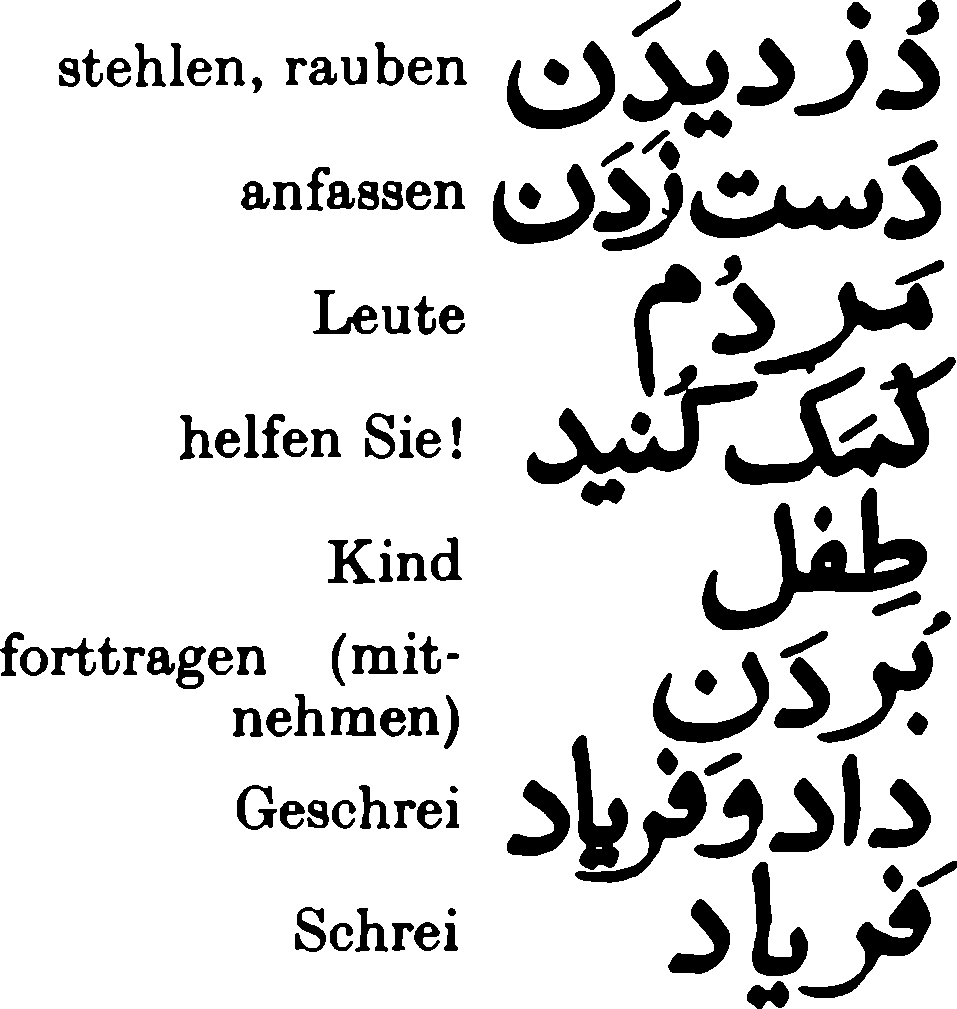 stehlen, rauben دُزدیدَن
anfassen دَست زَدَن
Leute مَردُم
helfen Sie! کُمَک کُنید
Kind طِفل
forttragen (mit-
nehmen) بُردَن
Geschrei داد وَفریاد
Schrei فَریاد